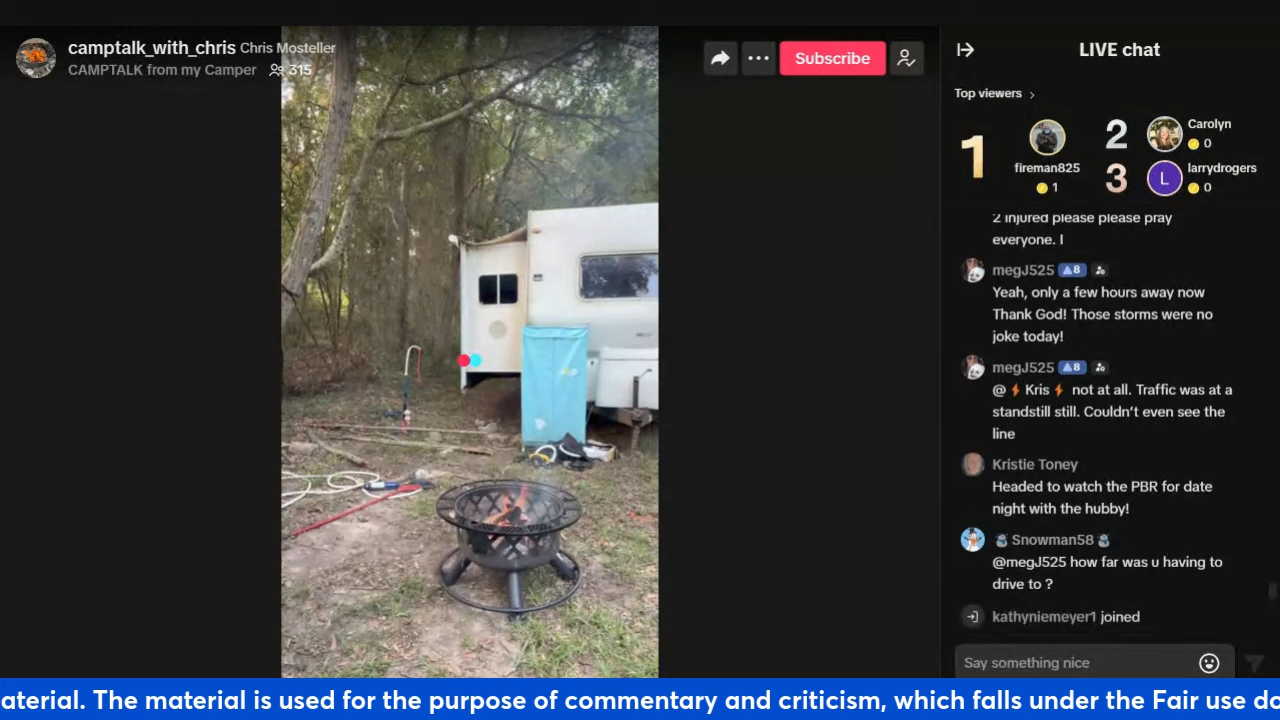 camptalk_with_chris Chris Mosteller
CAMPTALK from my Camper 315
Subscribe
LIVE chat
Top viewers >
1
fireman825
1
2
Carolyn
0
3
L
larrydrogers
0
2 injured please please pray
everyone. I
megJ525 8
Yeah, only a few hours away now
Thank God! Those storms were no
joke today!
megJ525 8
@⚡Kris⚡ not at all. Traffic was at a
standstill still. Couldn't even see the
line
Kristie Toney
Headed to watch the PBR for date
night with the hubby!
⛄Snowman58⛄
@megJ525 how far was u having to
drive to ?
kathyniemeyer1 joined
Say something nice
aterial. The material is used for the purpose of commentary and criticism, which falls under the Fair use do